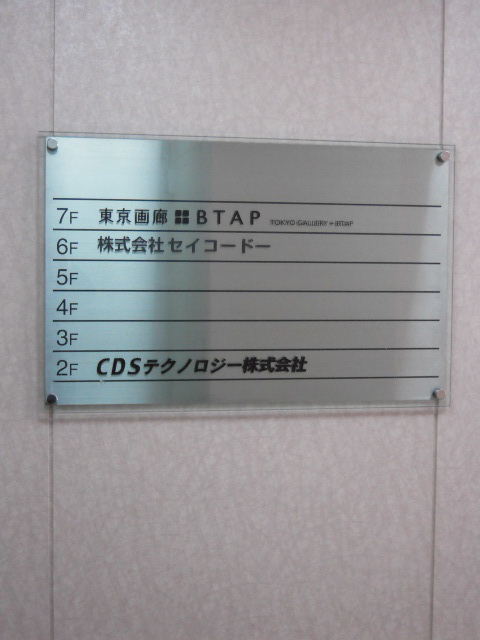 7F 東京画廊 BTAP TOKYO GALLERY + BTAP
6F 株式会社セイコードー
5F
4F
3F
2F CDSテクノロジー株式会社